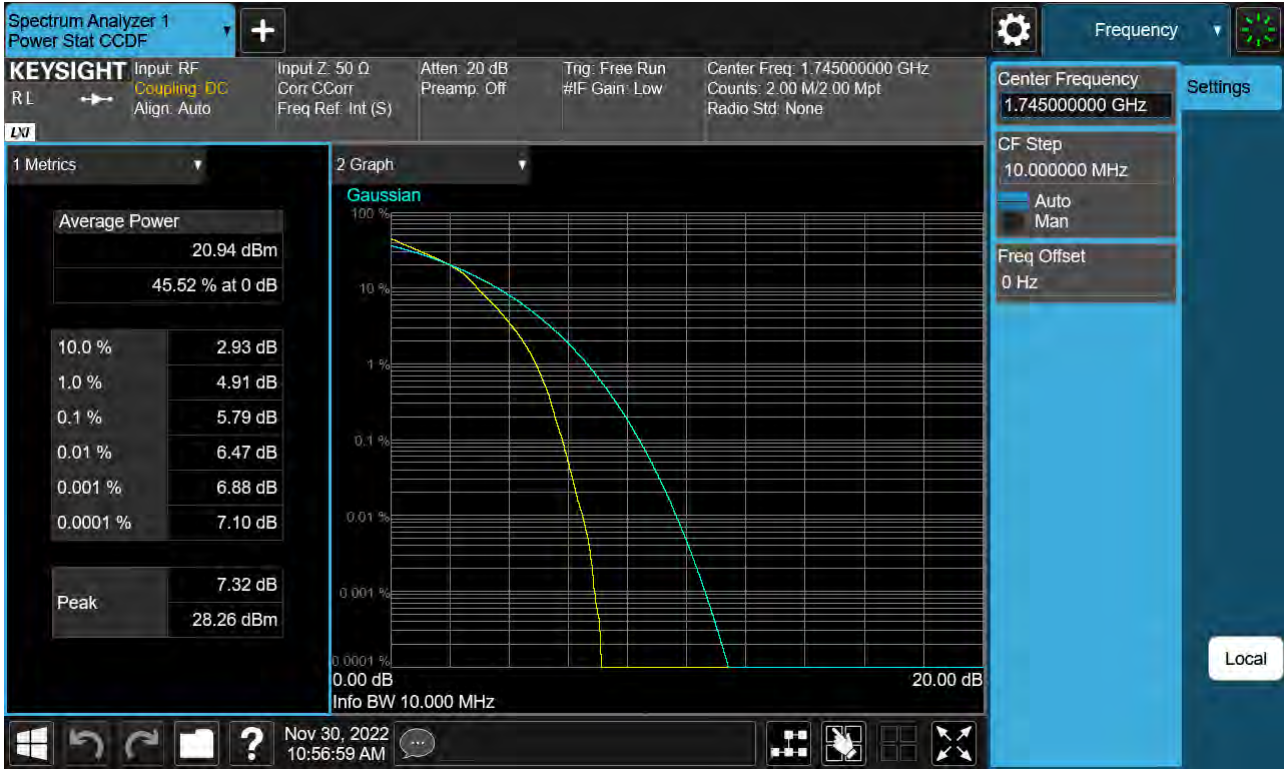 Spectrum Analyzer 1
Power Stat CCDF
Frequency
KEYSIGHT
R L
LXI
Input: RF
Coupling: DC
Align: Auto
Input Z: 50 Ω
Corr CCorr
Freq Ref: Int (S)
Atten: 20 dB
Preamp: Off
Trig: Free Run
#IF Gain: Low
Center Freq: 1.745000000 GHz
Counts: 2.00 M/2.00 Mpt
Radio Std: None
Center Frequency
1.745000000 GHz
Settings
CF Step
10.000000 MHz
Auto
Man
Freq Offset
0 Hz
1 Metrics
Average Power
20.94 dBm
45.52 % at 0 dB
10.0 % 2.93 dB
1.0 % 4.91 dB
0.1 % 5.79 dB
0.01 % 6.47 dB
0.001 % 6.88 dB
0.0001 % 7.10 dB
Peak
7.32 dB
28.26 dBm
2 Graph
Gaussian
100 %
10 %
1 %
0.1 %
0.01 %
0.001 %
0.0001 %
0.00 dB 20.00 dB
Info BW 10.000 MHz
Local
?
Nov 30, 2022
10:56:59 AM